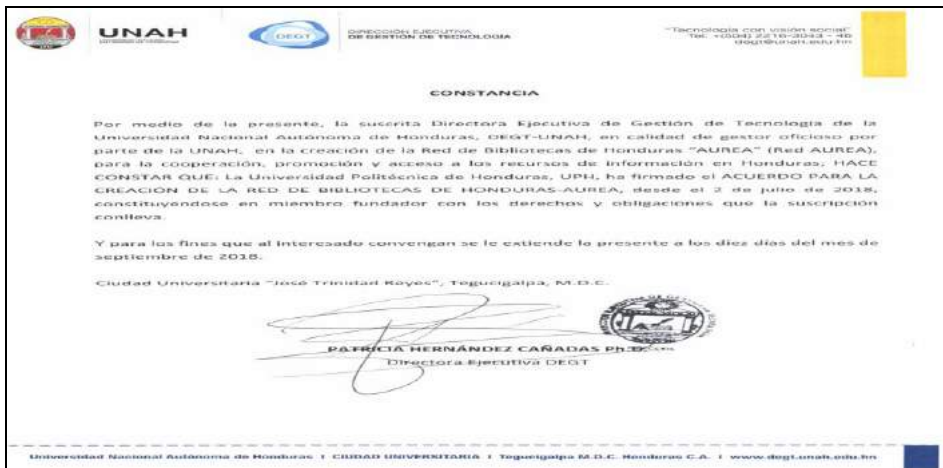 UNAH
DEGT
DIRECCIÓN EJECUTIVA
DE GESTIÓN DE TECNOLOGÍA
"Tecnología con visión social"
Tel. +(504) 2216-3043 - 46
degt@unah.edu.hn
CONSTANCIA
Por medio de la presente, la suscrita Directora Ejecutiva de Gestión de Tecnología de la
Universidad Nacional Autónoma de Honduras, DEGT-UNAH, en calidad de gestor oficioso por
parte de la UNAH, en la creación de la Red de Bibliotecas de Honduras "AUREA" (Red AUREA),
para la cooperación, promoción y acceso a los recursos de información en Honduras; HACE
CONSTAR QUE: La Universidad Politécnica de Honduras, UPH, ha firmado el ACUERDO PARA LA
CREACIÓN DE LA RED DE BIBLIOTECAS DE HONDURAS-AUREA, desde el 2 de julio de 2018,
constituyendose en miembro fundador con los derechos y obligaciones que la suscripción
conlleva.
Y para los fines que al interesado convengan se le extiende la presente a los diez días del mes de
septiembre de 2018.
Ciudad Universitaria "José Trinidad Reyes", Tegucigalpa, M.D.C.
PATRICIA HERNÁNDEZ CAÑADAS Ph.D.
Directora Ejecutiva DEGT
Universidad Nacional Autónoma de Honduras I CIUDAD UNIVERSITARIA I Tegucigalpa M.D.C. Honduras C.A. I www.degt.unah.edu.hn